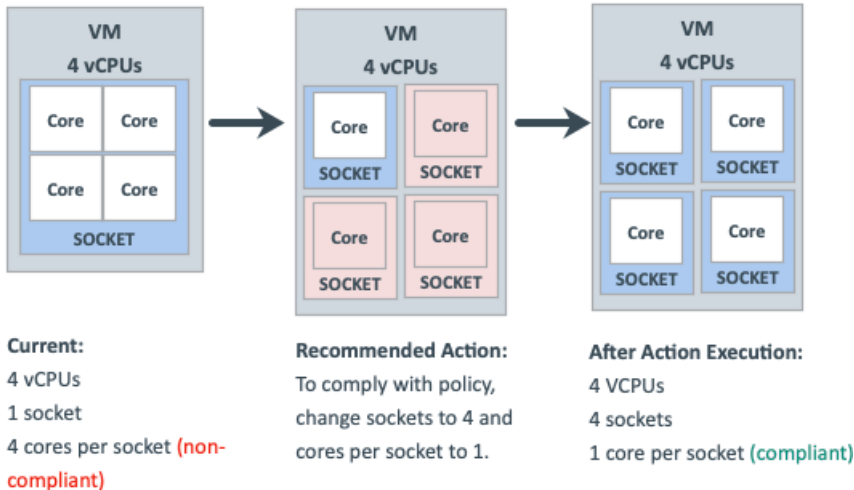 VM
4 vCPUs
Core Core
Core Core
SOCKET
VM
4 vCPUs
Core Core
SOCKET SOCKET
Core Core
SOCKET SOCKET
VM
4 vCPUs
Core Core
SOCKET SOCKET
Core Core
SOCKET SOCKET
Current:
4 vCPUs
1 socket
4 cores per socket (non-
compliant)
Recommended Action:
To comply with policy,
change sockets to 4 and
cores per socket to 1.
After Action Execution:
4 VCPUs
4 sockets
1 core per socket (compliant)